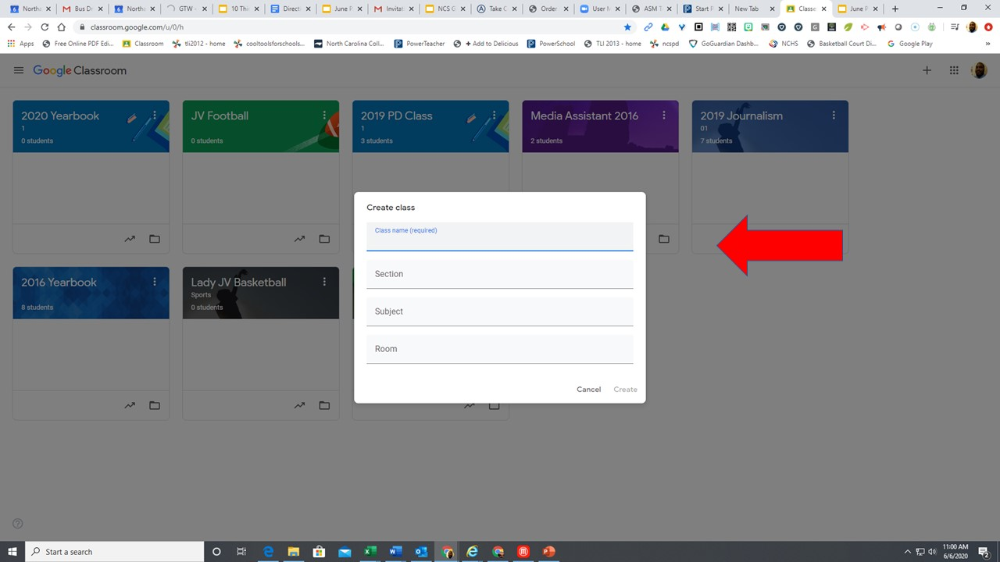 Northa
Bus Dr
Northa
GTW -
10 Thi
Directi
June P
Invitati
NCS G
Take C
Order
User M
ASM T
Start P
New Tab
Classe
June P
classroom.google.com/u/0/h
Apps
Free Online PDF Edi...
Classroom
tli2012 - home
cooltoolsforschools...
North Carolina Coll...
PowerTeacher
+ Add to Delicious
PowerSchool
TLI 2013 - home
ncspd
GoGuardian Dashb...
NCHS
Basketball Court Di...
Google Play
»
Google Classroom
2020 Yearbook
1
0 students
JV Football
0 students
2019 PD Class
1
3 students
Media Assistant 2016
2 students
2019 Journalism
01
7 students
Create class
Class name (required)
Section
Subject
Room
Cancel
Create
2016 Yearbook
8 students
Lady JV Basketball
Sports
0 students
Start a search
11:00 AM
6/6/2020
2